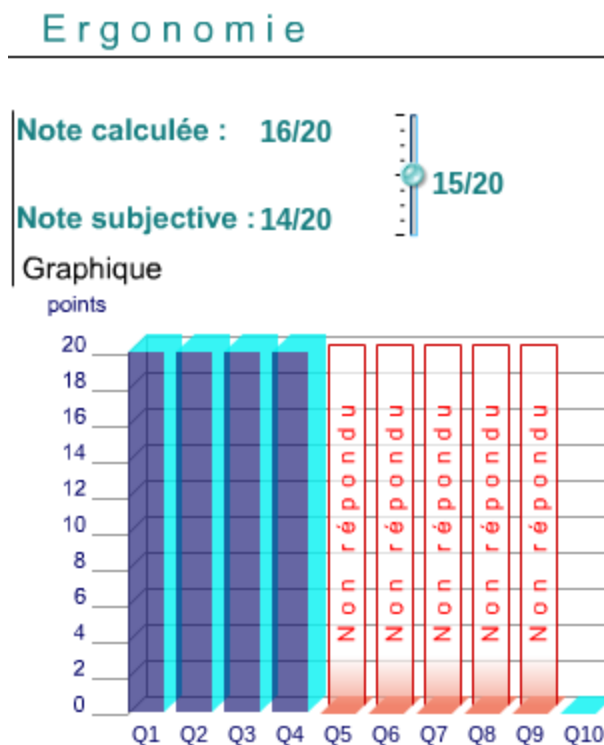 Ergonomie
Note calculée : 16/20
15/20
Note subjective : 14/20
Graphique
points
20
18
16
14
12
10
8
6
4
2
0
Non répondu
Non répondu
Non répondu
Non répondu
Non répondu
Q1 Q2 Q3 Q4 Q5 Q6 Q7 Q8 Q9 Q10